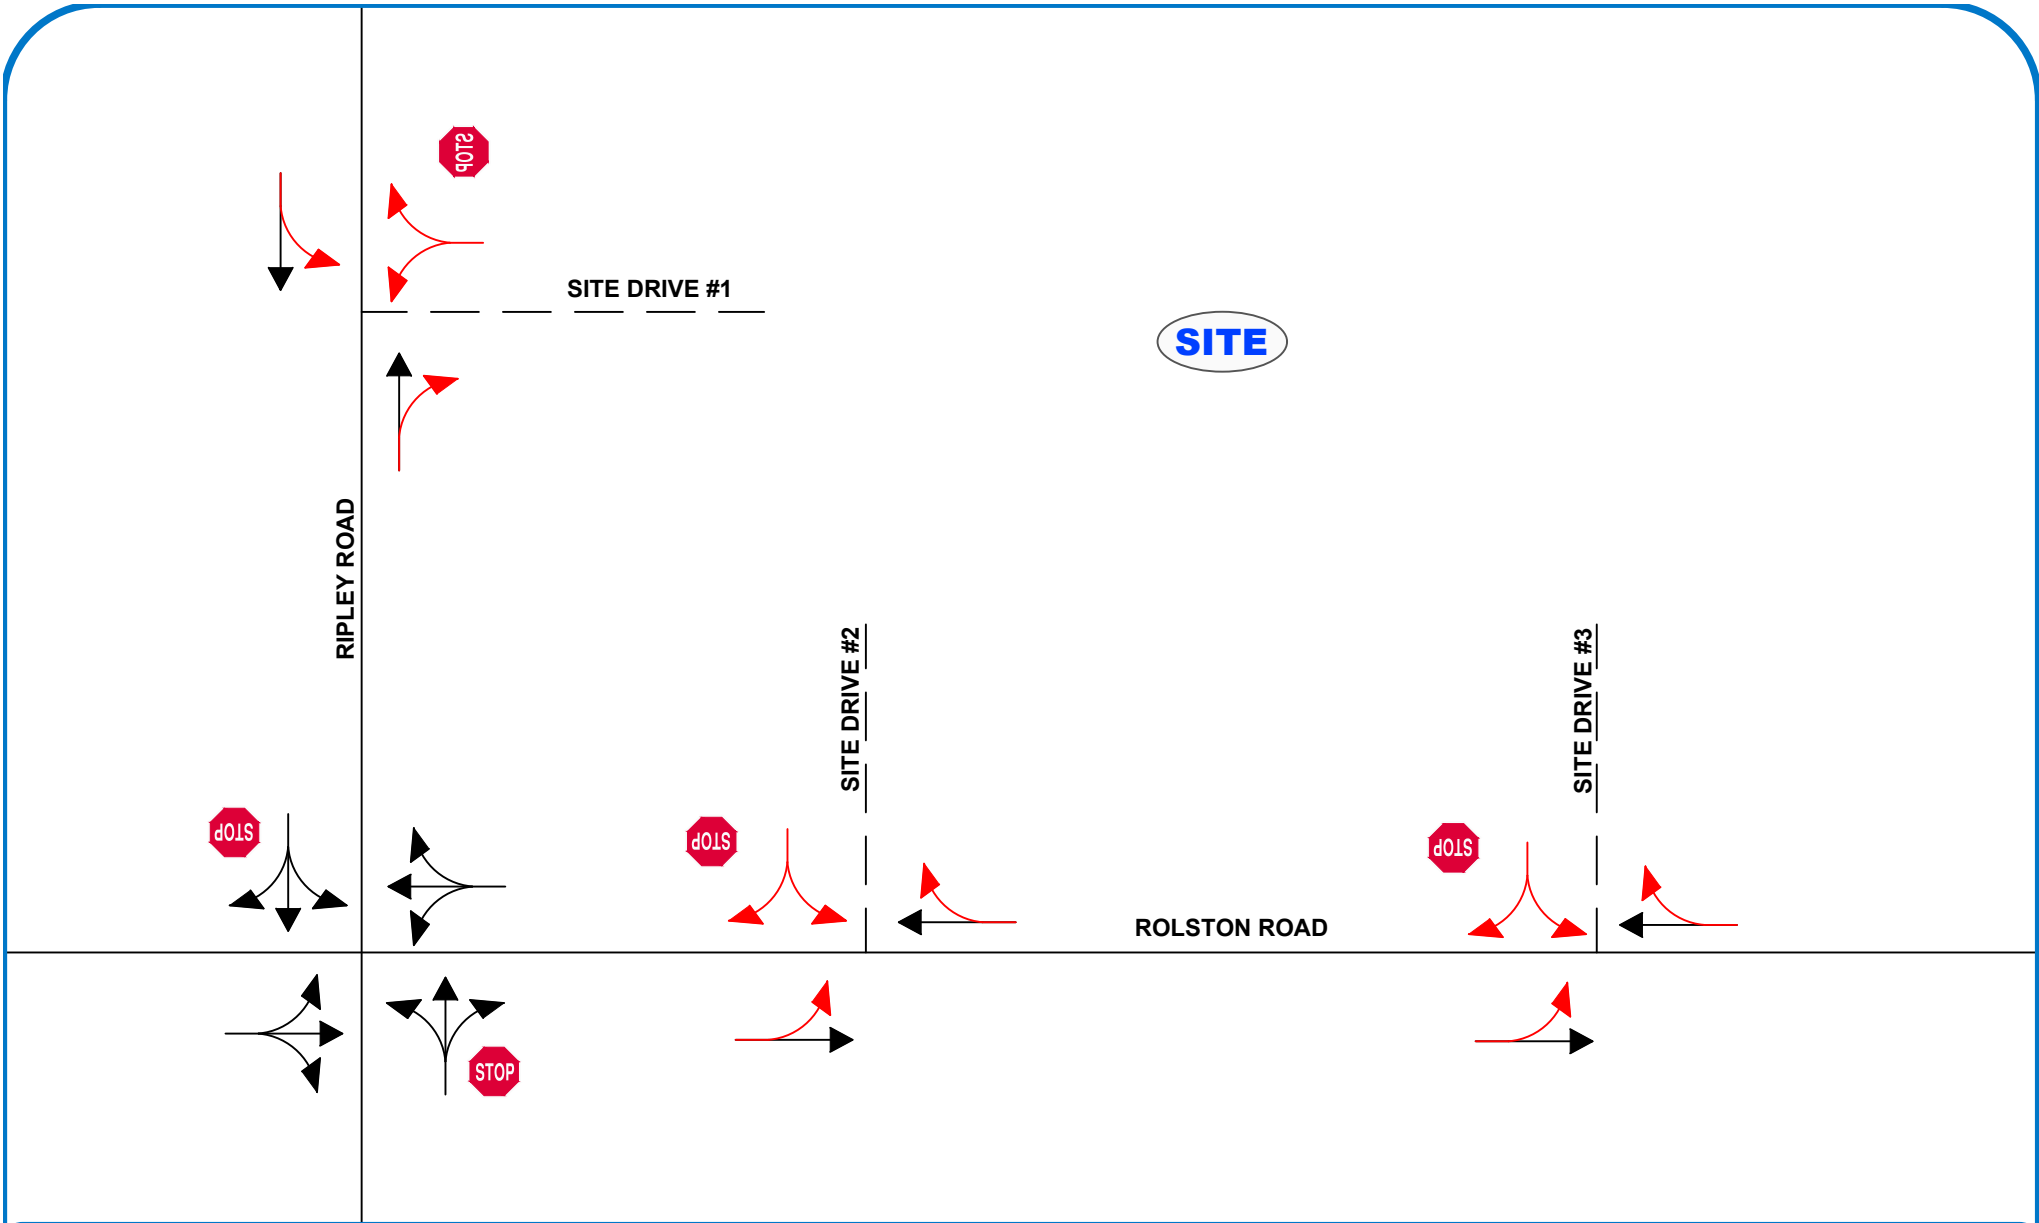 STOP
SITE DRIVE #1
SITE
RIPLEY ROAD
SITE DRIVE #2
SITE DRIVE #3
STOP
STOP
STOP
ROLSTON ROAD
STOP